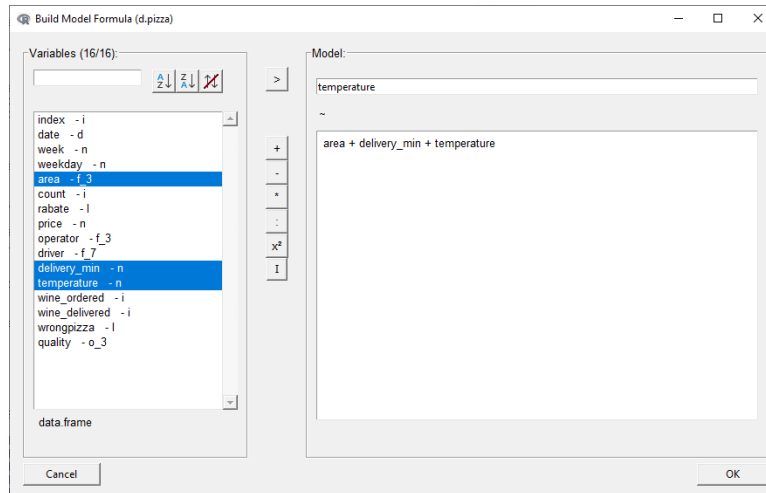 Build Model Formula (d.pizza)
Variables (16/16):
index - i
date - d
week - n
weekday - n
area - f_3
count - i
rabate - l
price - n
operator - f_3
driver - f_7
delivery_min - n
temperature - n
wine_ordered - i
wine_delivered - i
wrongpizza - l
quality - o_3
data.frame
Cancel
>
+
-
*
:
x²
I
Model:
temperature
~
area + delivery_min + temperature
OK